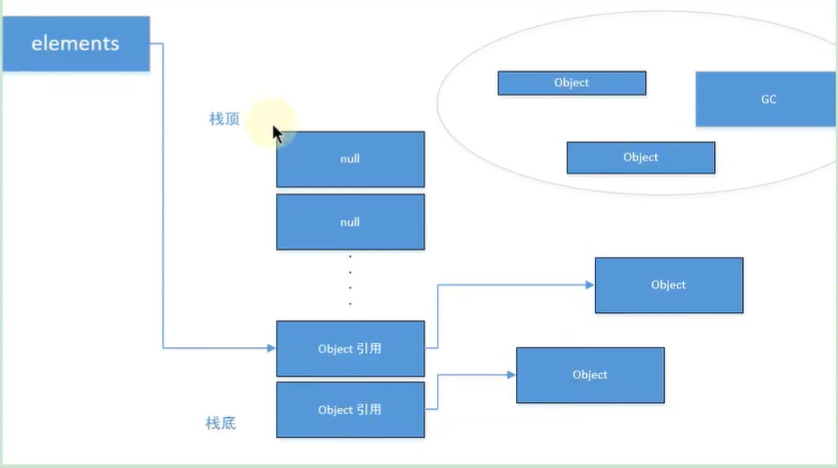 elements
Object
GC
栈顶
Object
null
null
Object
Object 引用
Object
Object 引用
栈底